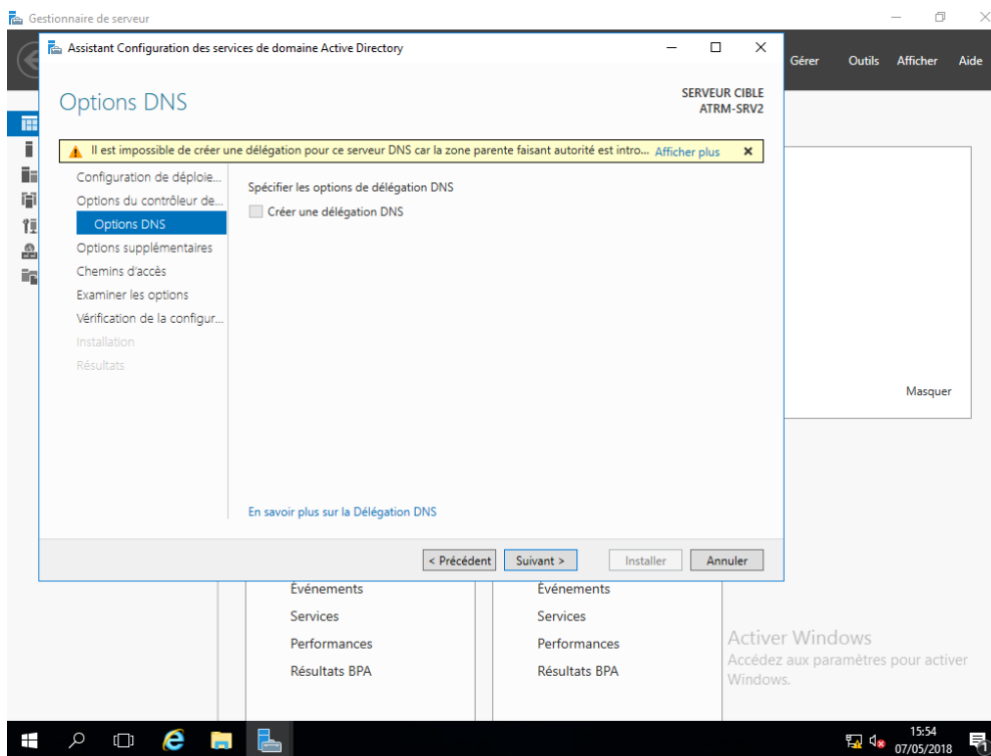 Gestionnaire de serveur
Assistant Configuration des services de domaine Active Directory
Gérer Outils Afficher Aide
Options DNS
SERVEUR CIBLE
ATRM-SRV2
Il est impossible de créer une délégation pour ce serveur DNS car la zone parente faisant autorité est intro... Afficher plus
Configuration de déploie...
Options du contrôleur de...
Options DNS
Options supplémentaires
Chemins d'accès
Examiner les options
Vérification de la configur...
Installation
Résultats
Spécifier les options de délégation DNS
Créer une délégation DNS
En savoir plus sur la Délégation DNS
Masquer
< Précédent Suivant > Installer Annuler
Événements
Services
Performances
Résultats BPA
Événements
Services
Performances
Résultats BPA
Activer Windows
Accédez aux paramètres pour activer
Windows.
15:54
07/05/2018